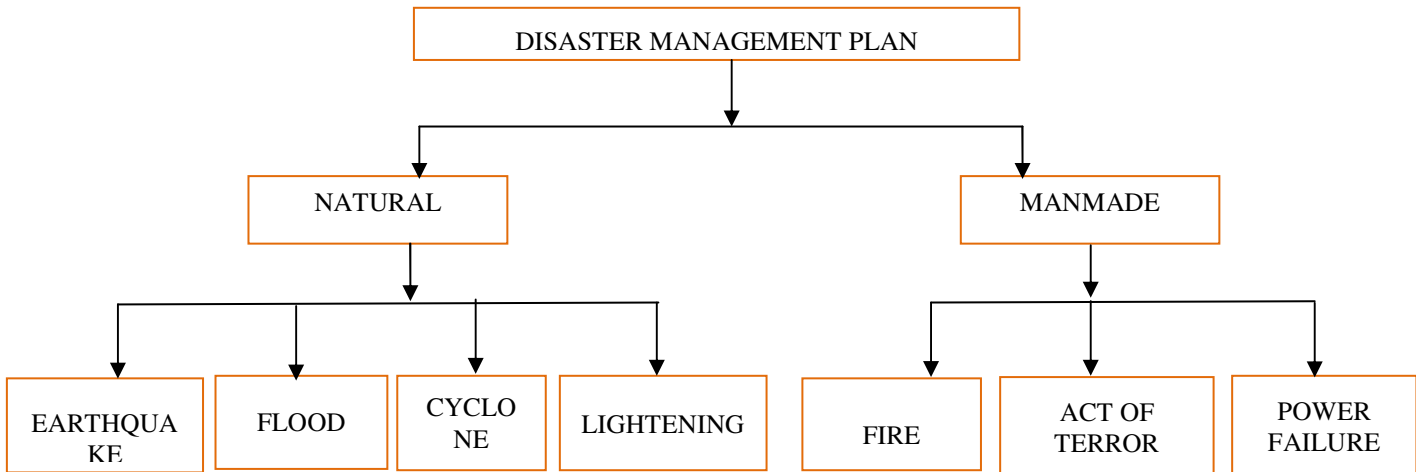 DISASTER MANAGEMENT PLAN
NATURAL
MANMADE
EARTHQUA
KE
FLOOD
CYCLO
NE
LIGHTENING
FIRE
ACT OF
TERROR
POWER
FAILURE